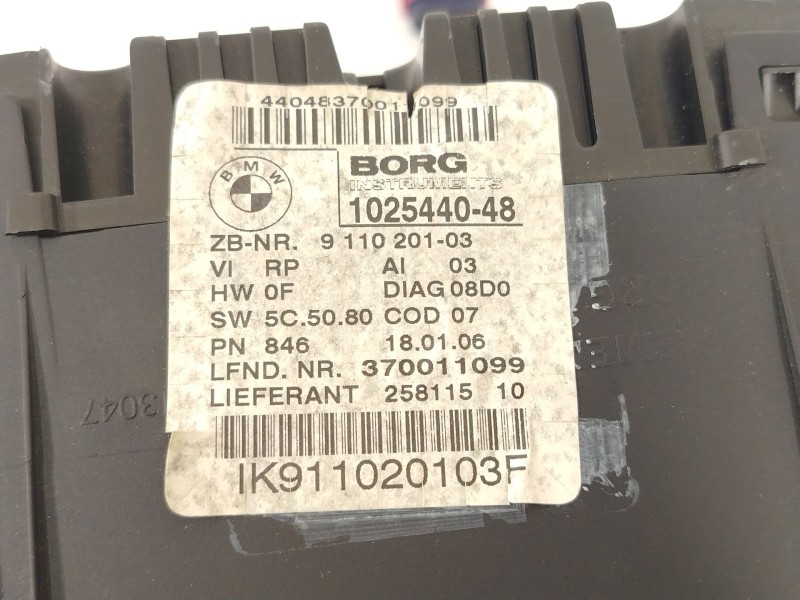 BMW
BORG
INSTRUMENTS
1025440-48
ZB-NR. 9 110 201-03
VI RP AI 03
HW 0F DIAG 08D0
SW 5C.50.80 COD 07
PN 846 18.01.06
LFND. NR. 370011099
LIEFERANT 258115 10
IK911020103F
3047